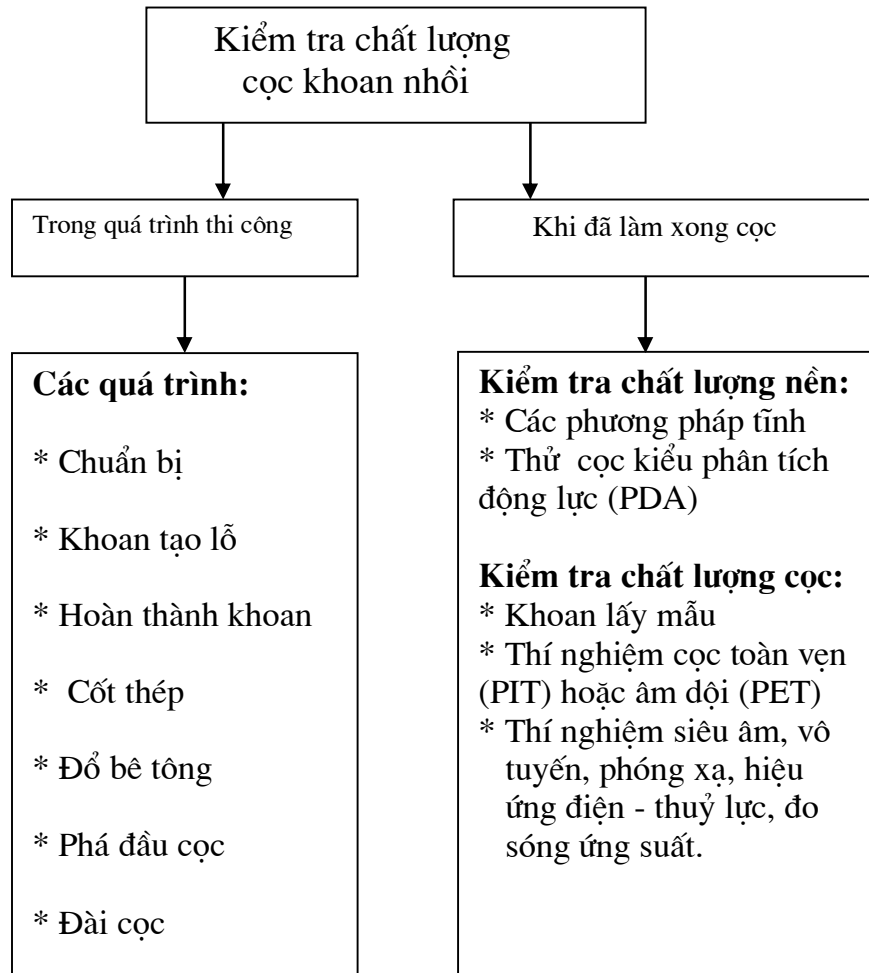 Kiểm tra chất lượng
cọc khoan nhồi
Trong quá trình thi công
Khi đã làm xong cọc
Các quá trình:
* Chuẩn bị
* Khoan tạo lỗ
* Hoàn thành khoan
* Cốt thép
* Đổ bê tông
* Phá đầu cọc
* Đài cọc
Kiểm tra chất lượng nền:
* Các phương pháp tĩnh
* Thử cọc kiểu phân tích
động lực (PDA)
Kiểm tra chất lượng cọc:
* Khoan lấy mẫu
* Thí nghiệm cọc toàn vẹn
(PIT) hoặc âm dội (PET)
* Thí nghiệm siêu âm, vô
tuyến, phóng xạ, hiệu
ứng điện - thuỷ lực, đo
sóng ứng suất.